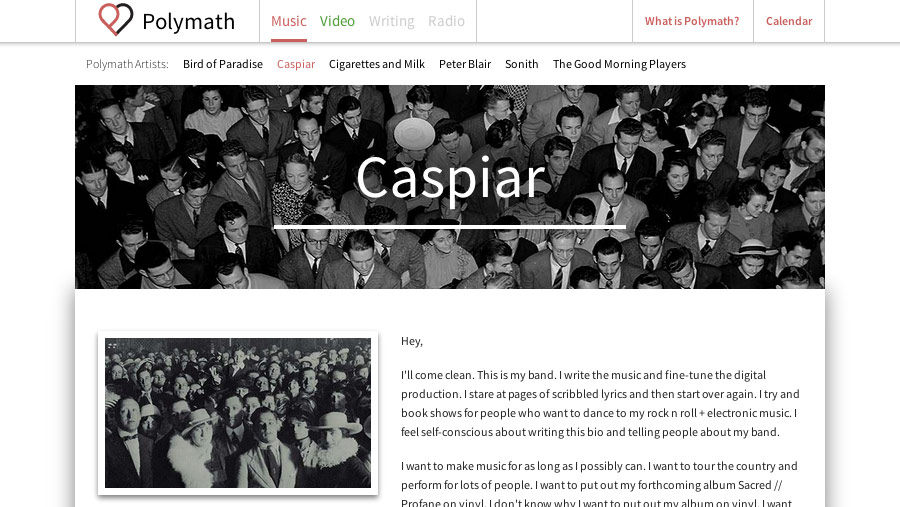 Polymath
Music Video Writing Radio
What is Polymath?
Calendar
Polymath Artists: Bird of Paradise Caspiar Cigarettes and Milk Peter Blair Sonith The Good Morning Players
Caspiar
Hey,
I'll come clean. This is my band. I write the music and fine-tune the digital
production. I stare at pages of scribbled lyrics and then start over again. I try and
book shows for people who want to dance to my rock n roll + electronic music. I
feel self-conscious about writing this bio and telling people about my band.
I want to make music for as long as I possibly can. I want to tour the country and
perform for lots of people. I want to put out my forthcoming album Sacred //
Profane on vinyl. I don't know why I want to put out my album on vinyl. I want